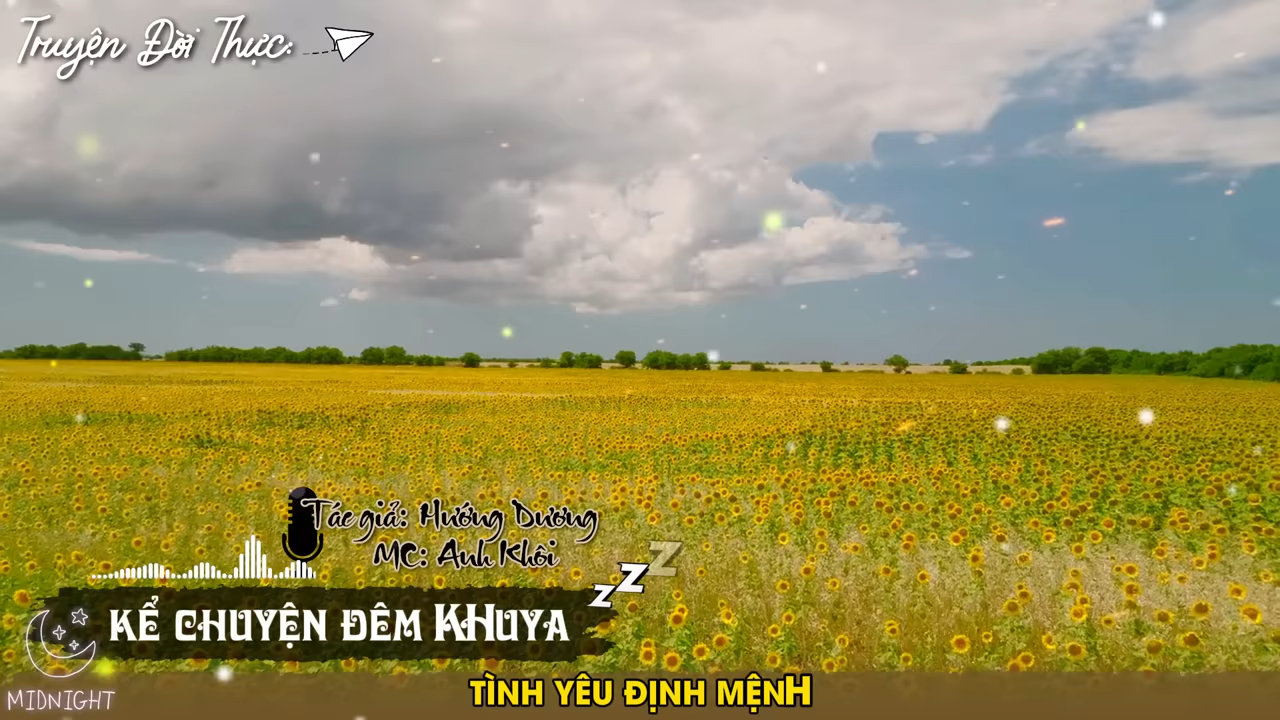 Truyện Đời Thực:
Tác giả: Hướng Dương
MC: Anh Khôi
zZZ
KỂ CHUYỆN ĐÊM KHUYA
MIDNIGHT
TÌNH YÊU ĐỊNH MỆNH